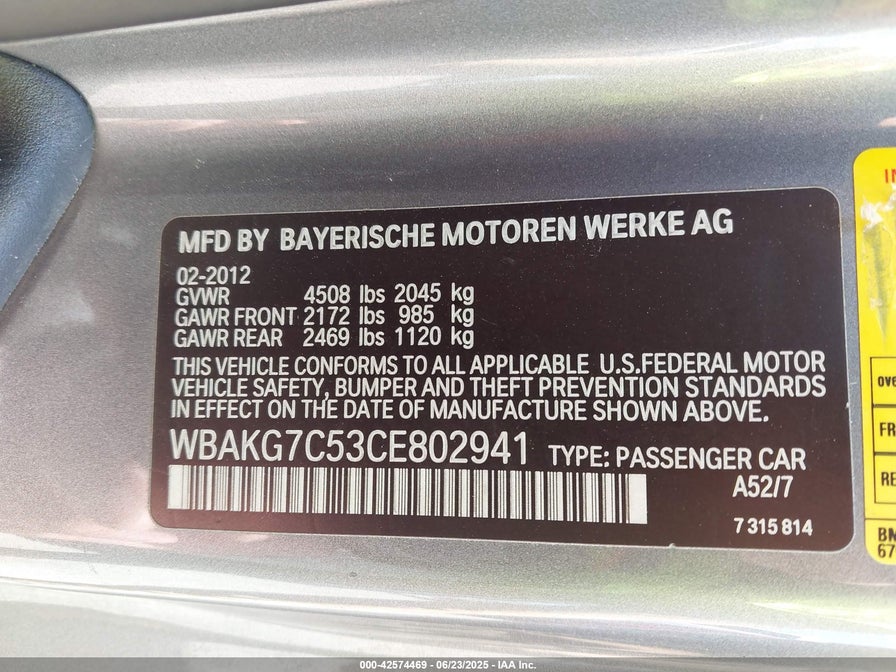 MFD BY BAYERISCHE MOTOREN WERKE AG
02-2012
GVWR 4508 lbs 2045 kg
GAWR FRONT 2172 lbs 985 kg
GAWR REAR 2469 lbs 1120 kg
THIS VEHICLE CONFORMS TO ALL APPLICABLE U.S.FEDERAL MOTOR
VEHICLE SAFETY, BUMPER AND THEFT PREVENTION STANDARDS
IN EFFECT ON THE DATE OF MANUFACTURE SHOWN ABOVE.
WBAKG7C53CE802941 TYPE: PASSENGER CAR
A52/7
7 315 814
000-42574469 - 06/23/2025 - IAA Inc.